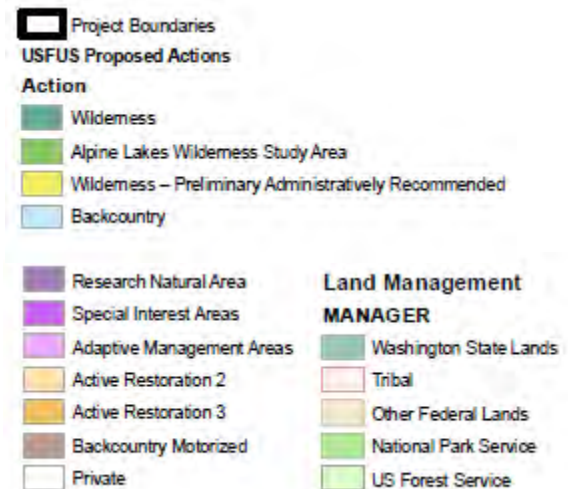 Project Boundaries
USFUS Proposed Actions
Action
Wilderness
Alpine Lakes Wilderness Study Area
Wilderness – Preliminary Administratively Recommended
Backcountry
Research Natural Area
Special Interest Areas
Adaptive Management Areas
Active Restoration 2
Active Restoration 3
Backcountry Motorized
Private
Land Management
MANAGER
Washington State Lands
Tribal
Other Federal Lands
National Park Service
US Forest Service